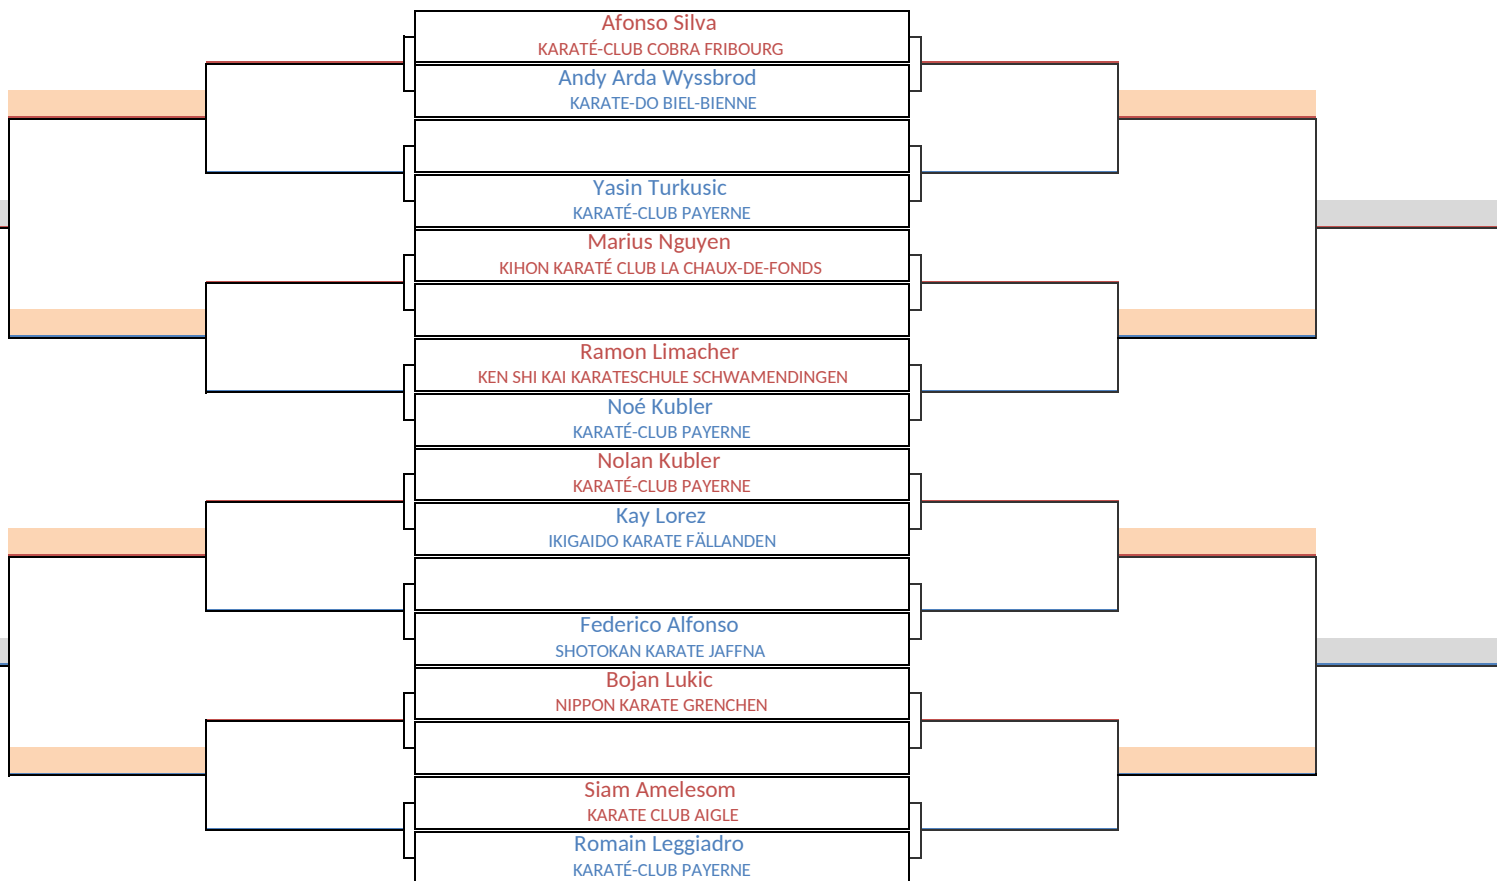 Afonso Silva
KARATÉ-CLUB COBRA FRIBOURG
Andy Arda Wyssbrod
KARATE-DO BIEL-BIENNE
Yasin Turkusic
KARATÉ-CLUB PAYERNE
Marius Nguyen
KIHON KARATÉ CLUB LA CHAUX-DE-FONDS
Ramon Limacher
KEN SHI KAI KARATESCHULE SCHWAMENDINGEN
Noé Kubler
KARATÉ-CLUB PAYERNE
Nolan Kubler
KARATÉ-CLUB PAYERNE
Kay Lorez
IKIGAIDO KARATE FÄLLANDEN
Federico Alfonso
SHOTOKAN KARATE JAFFNA
Bojan Lukic
NIPPON KARATE GRENCHEN
Siam Amelesom
KARATE CLUB AIGLE
Romain Leggiadro
KARATÉ-CLUB PAYERNE